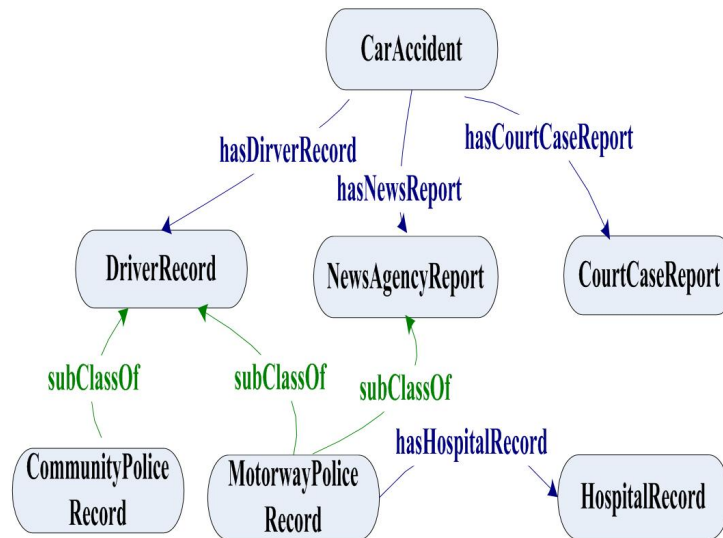 CarAccident
hasDirverRecord
hasCourtCaseReport
hasNewsReport
DriverRecord
NewsAgencyReport
CourtCaseReport
subClassOf
subClassOf
subClassOf
hasHospitalRecord
CommunityPolice
Record
MotorwayPolice
Record
HospitalRecord